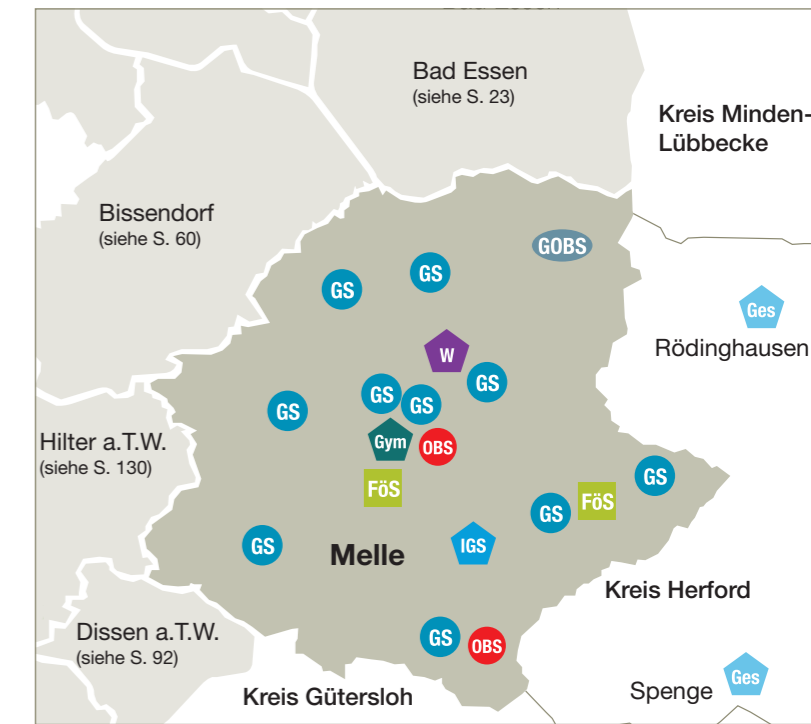 Bad Essen
Bad Essen
(siehe S. 23)
Kreis Minden-
Lübbecke
Bissendorf
(siehe S. 60)
GOBS
GS
GS
Ges
Rödinghausen
W
GS
GS
GS
GS
Gym
OBS
Hilter a.T.W.
(siehe S. 130)
FöS
GS
FöS
GS
GS
IGS
Melle
Kreis Herford
Dissen a.T.W.
(siehe S. 92)
GS
OBS
Kreis Gütersloh
Spenge
Ges